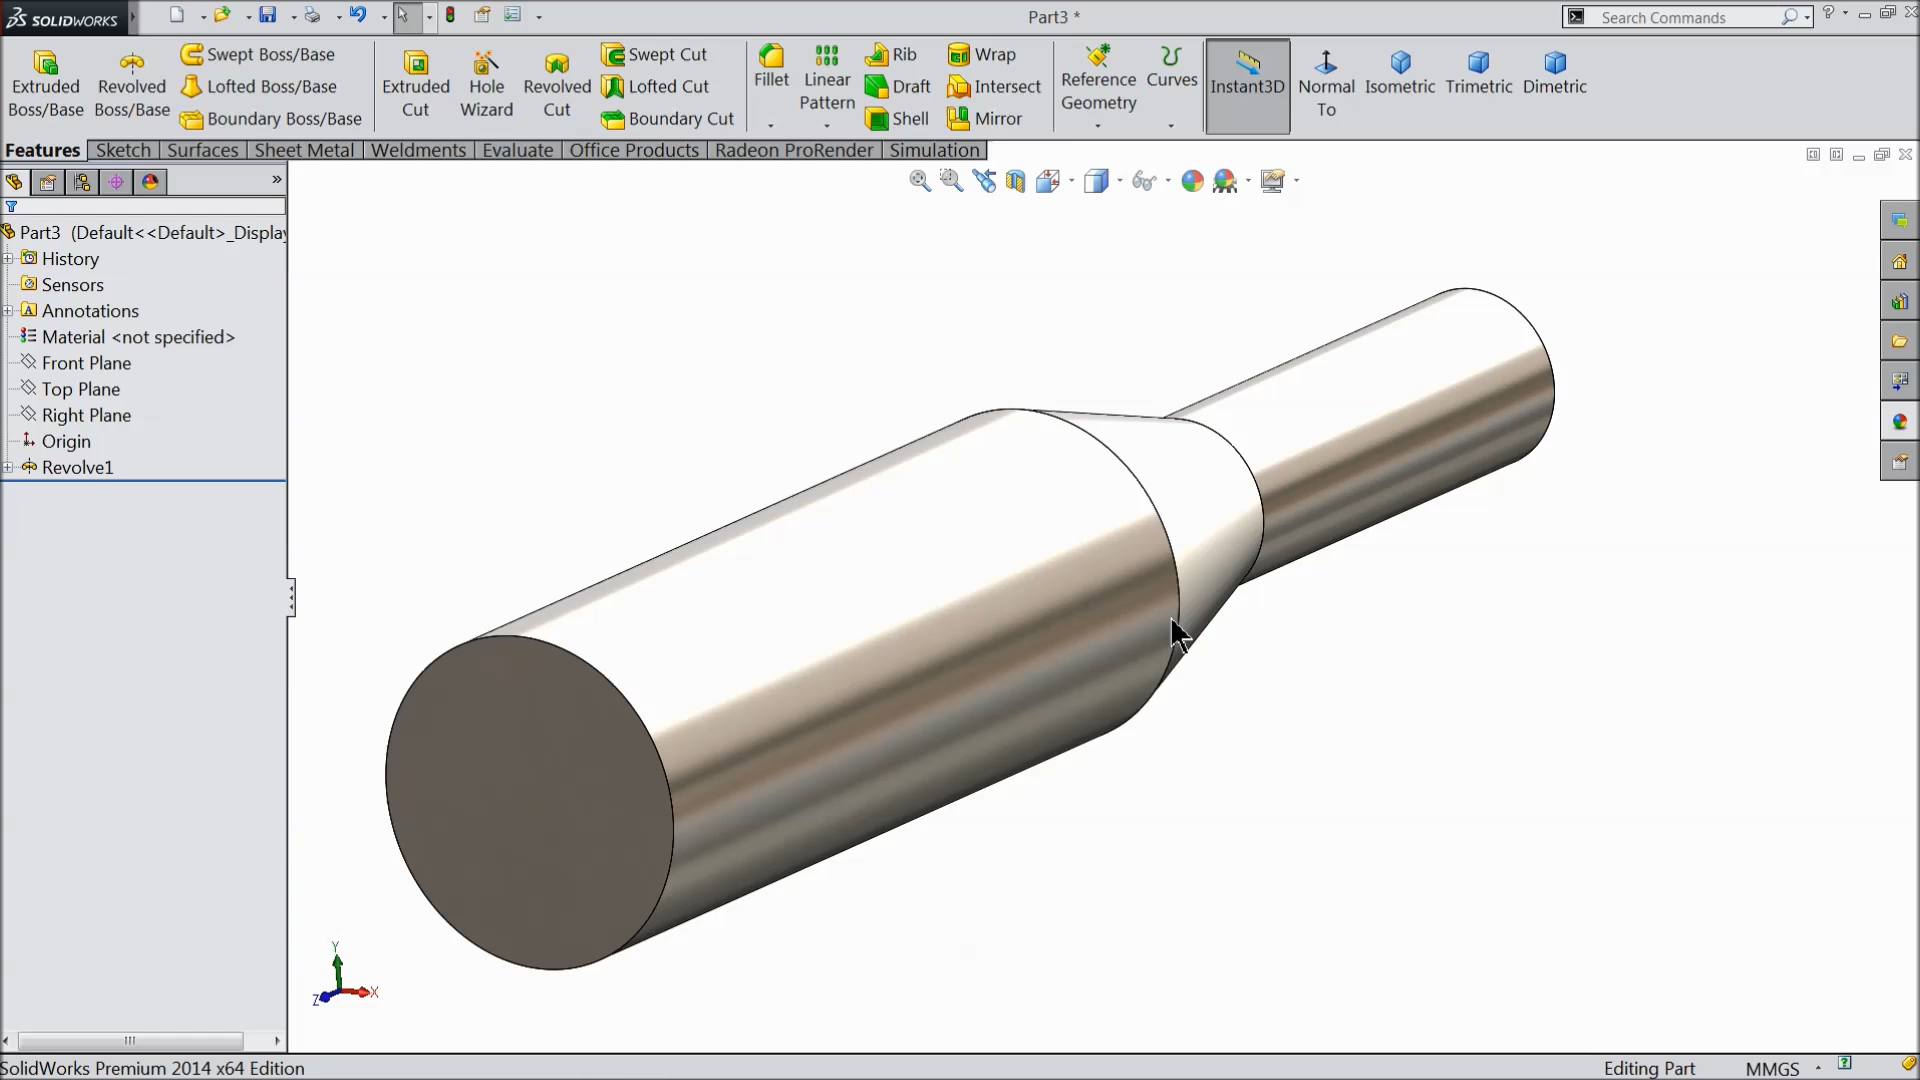 SOLIDWORKS
Part3 *
Search Commands
Extruded Boss/Base
Revolved Boss/Base
Swept Boss/Base
Lofted Boss/Base
Boundary Boss/Base
Extruded Cut
Hole Wizard
Revolved Cut
Swept Cut
Lofted Cut
Boundary Cut
Fillet
Linear Pattern
Rib
Draft
Shell
Wrap
Intersect
Mirror
Reference Geometry
Curves
Instant3D
Normal To
Isometric
Trimetric
Dimetric
Features Sketch Surfaces Sheet Metal Weldments Evaluate Office Products Radeon ProRender Simulation
Part3 (Default<<Default>_Display
History
Sensors
Annotations
Material <not specified>
Front Plane
Top Plane
Right Plane
Origin
Revolve1
Y
Z
X
SolidWorks Premium 2014 x64 Edition
Editing Part
MMGS